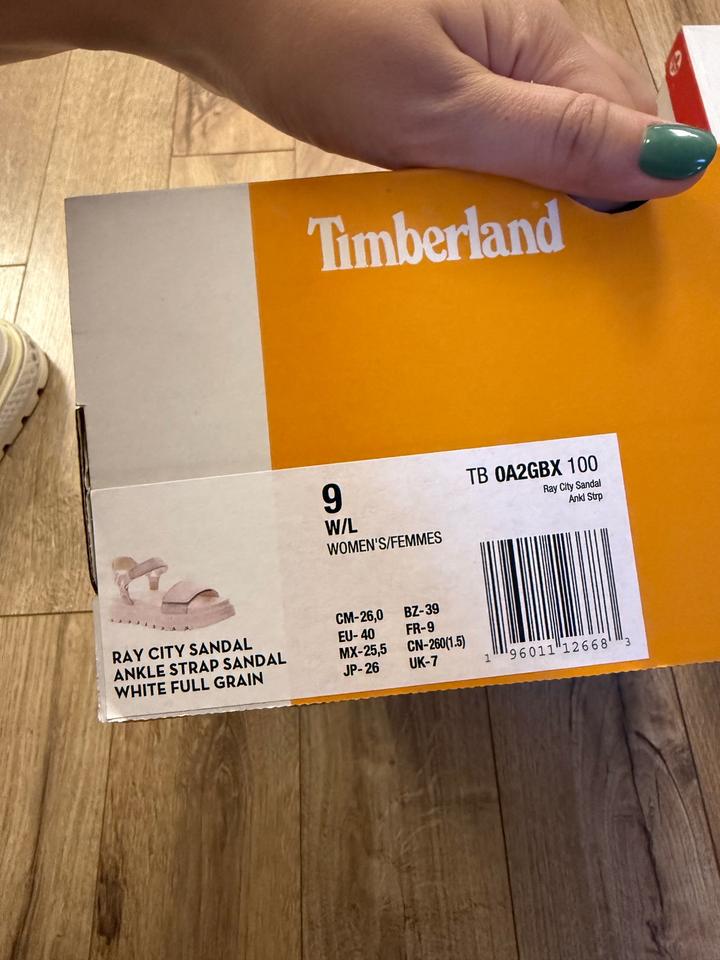 Timberland
TB 0A2GBX 100
Ray City Sandal
Ankl Strp
9
W/L
WOMEN'S/FEMMES
CM-26,0 BZ-39
EU- 40 FR-9
MX-25,5 CN-260(1.5)
JP- 26 UK-7
1 96011 12668 3
RAY CITY SANDAL
ANKLE STRAP SANDAL
WHITE FULL GRAIN